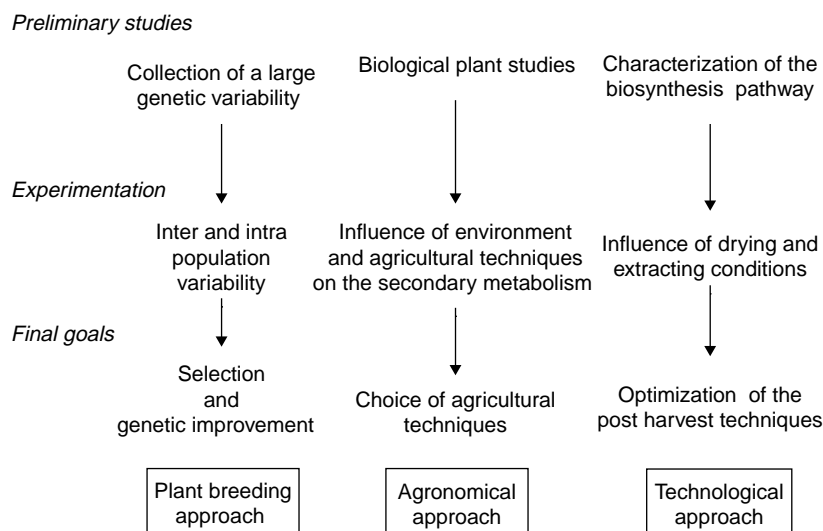 Preliminary studies
Collection of a large
genetic variability
Biological plant studies
Characterization of the
biosynthesis pathway
Experimentation
Inter and intra
population
variability
Influence of environment
and agricultural techniques
on the secondary metabolism
Influence of drying and
extracting conditions
Final goals
Selection
and
genetic improvement
Choice of agricultural
techniques
Optimization of the
post harvest techniques
Plant breeding
approach
Agronomical
approach
Technological
approach